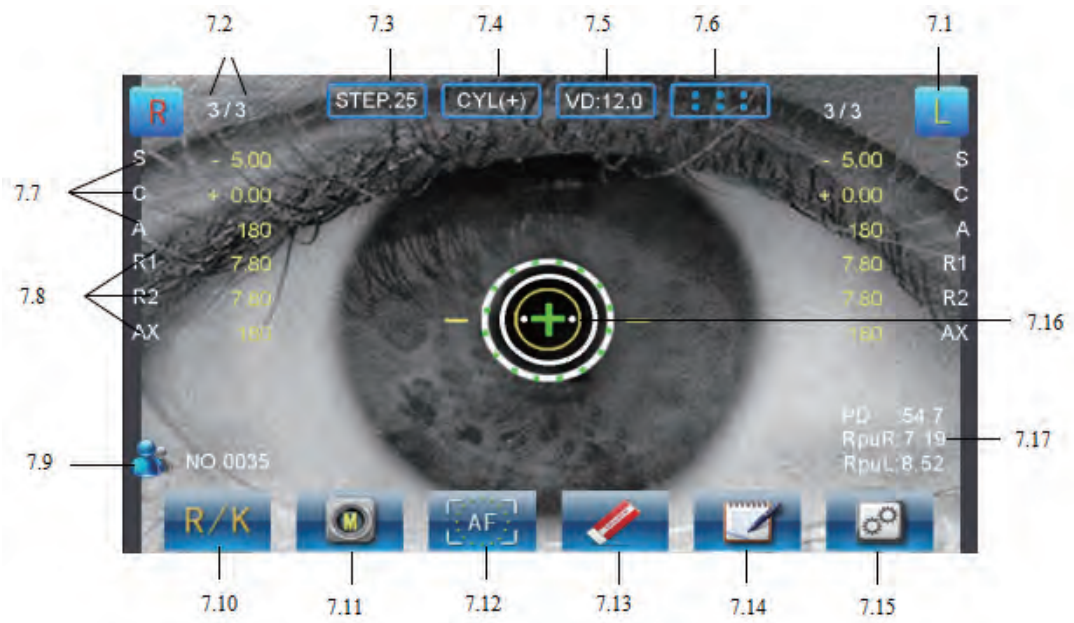 7.2 7.3 7.4 7.5 7.6 7.1
R 3/3 STEP.25 CYL(+) VD:12.0 3/3 L
S - 5.00 - 5.00 S
7.7 C + 0.00 + 0.00 C
A 180 180 A
R1 7.80 7.80 R1
7.8 R2 7.80 7.80 R2
7.16
AX 180 180 AX
PD :54.7
RpuR:7.19 7.17
7.9 NO.0035 RpuL:8.52
R/K M AF
7.10 7.11 7.12 7.13 7.14 7.15